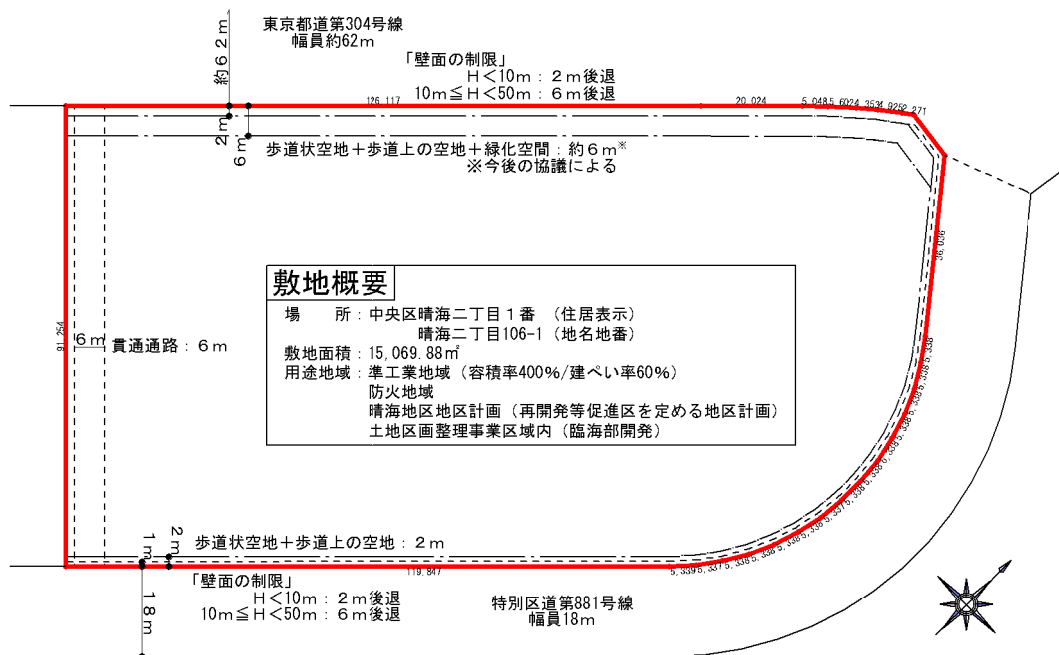 東京都道第304号線
幅員約62m
約62m
「壁面の制限」
H<10m:2m後退
10m≦H<50m:6m後退
126,117
20,024
2m
6m
歩道状空地+歩道上の空地+緑化空間:約6m※
※今後の協議による
36,036
敷地概要
場 所:中央区晴海二丁目1番 (住居表示)
晴海二丁目106-1 (地名地番)
敷地面積:15,069.88㎡
用途地域:準工業地域 (容積率400%/建ぺい率60%)
防火地域
晴海地区地区計画 (再開発等促進区を定める地区計画)
土地区画整理事業区域内 (臨海部開発)
91,254
6m 貫通通路:6m
1m
2m
歩道状空地+歩道上の空地:2m
119,847
5,339
5,337
5,338
5,338
5,338
「壁面の制限」
H<10m:2m後退
10m≦H<50m:6m後退
18m
特別区道第881号線
幅員18m